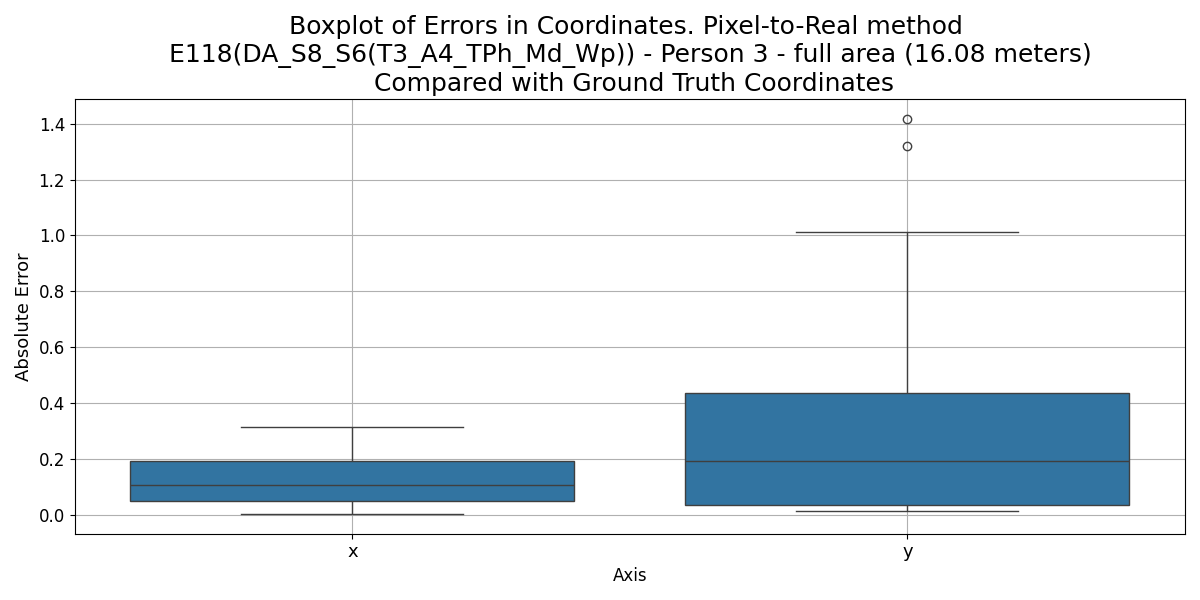 Boxplot of Errors in Coordinates. Pixel-to-Real method
E118(DA_S8_S6(T3_A4_TPh_Md_Wp)) - Person 3 - full area (16.08 meters)
Compared with Ground Truth Coordinates
Absolute Error
1.4
1.2
1.0
0.8
0.6
0.4
0.2
0.0
x y
Axis